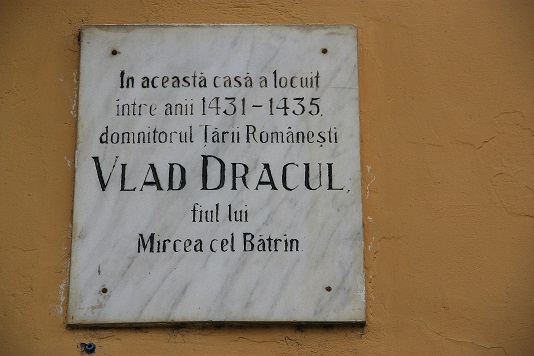 In această casă a locuit
între anii 1431-1435,
domnitorul Țării Românești
VLAD DRACUL,
fiul lui
Mircea cel Bătrîn.